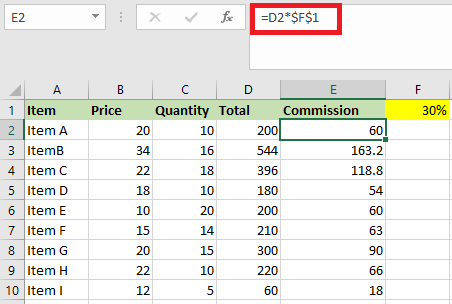 E2 fx =D2*$F$1
A B C D E F
1 Item Price Quantity Total Commission 30%
2 Item A 20 10 200 60
3 ItemB 34 16 544 163.2
4 Item C 22 18 396 118.8
5 Item D 18 10 180 54
6 Item E 10 20 200 60
7 Item F 15 14 210 63
8 Item G 20 15 300 90
9 Item H 22 10 220 66
10 Item I 12 5 60 18